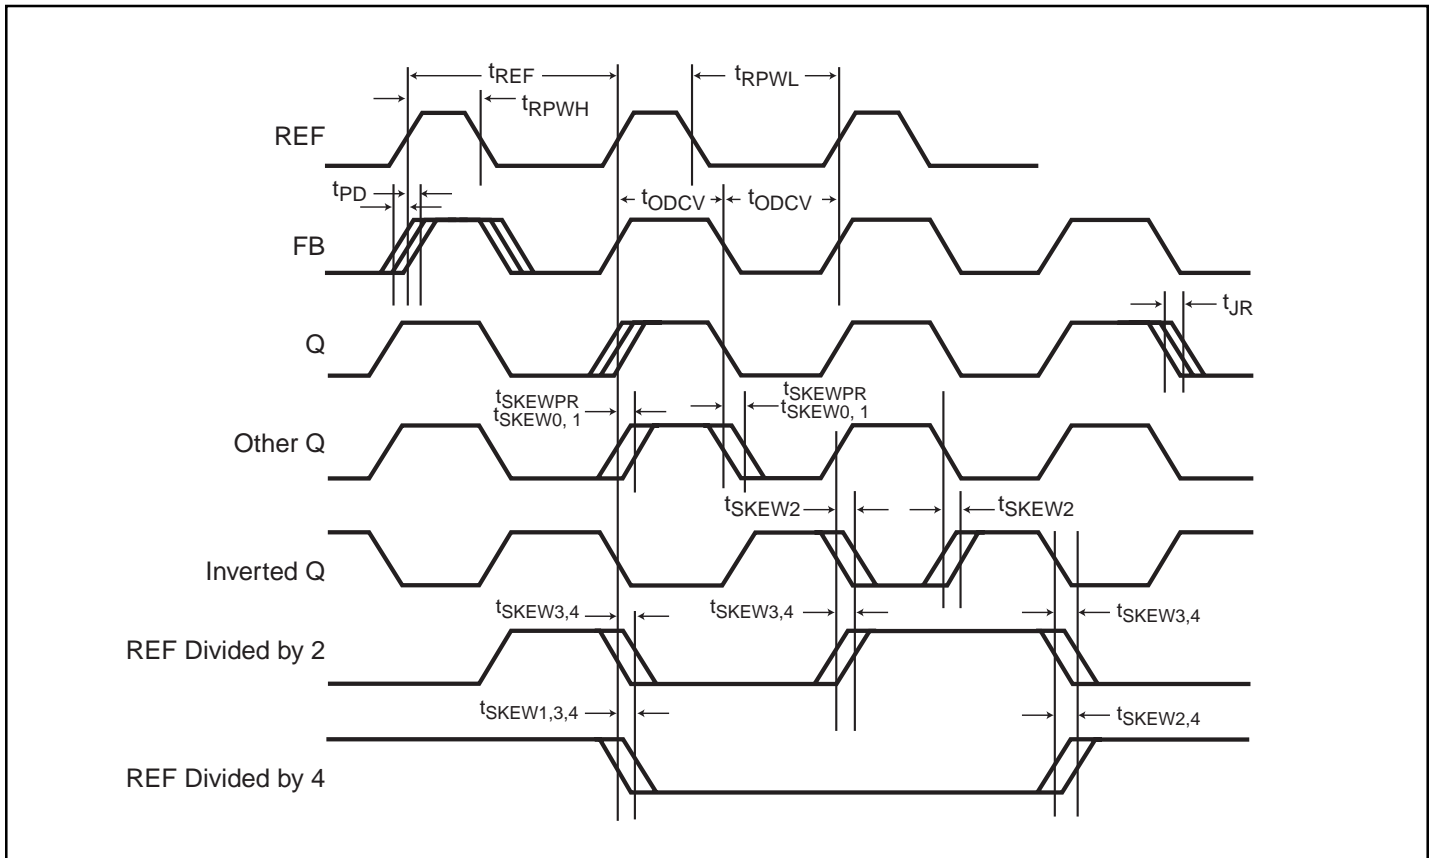 tREF
tRPWL
tRPWH
REF
tPD
tODCV
tODCV
FB
tJR
Q
tSKEWPR
tSKEW0, 1
tSKEWPR
tSKEW0, 1
Other Q
tSKEW2
tSKEW2
Inverted Q
tSKEW3,4
tSKEW3,4
tSKEW3,4
REF Divided by 2
tSKEW1,3,4
tSKEW2,4
REF Divided by 4